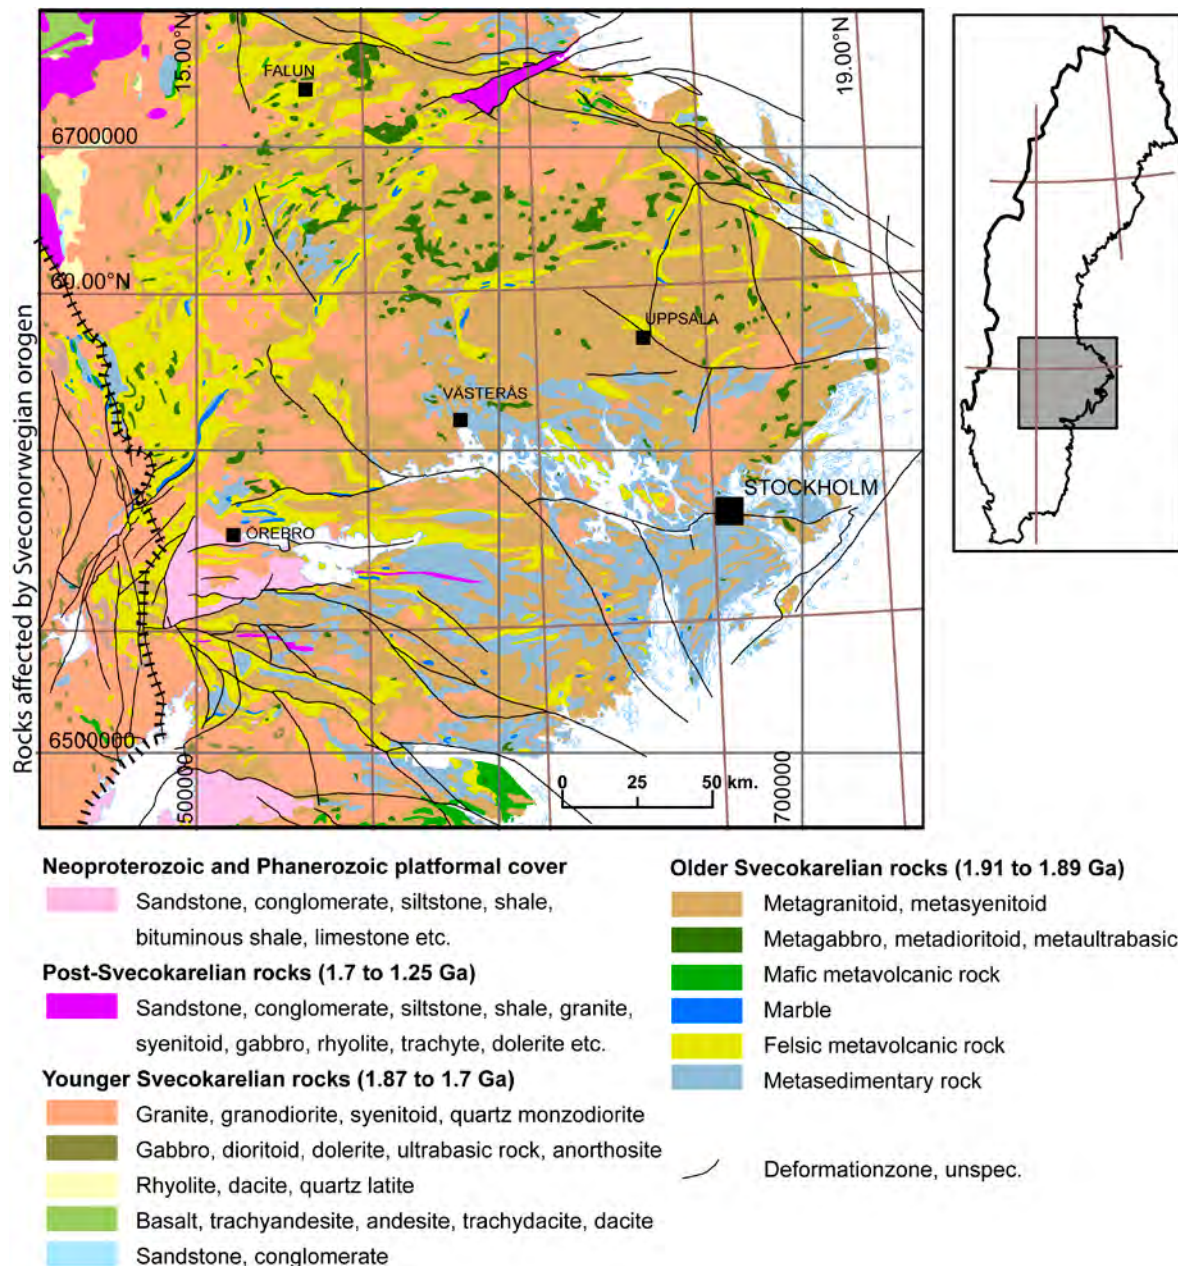 15.00°N
19.00°N
FALUN
6700000
60.00°N
UPPSALA
VÄSTERÅS
STOCKHOLM
ÖREBRO
Rocks affected by Sveconorwegian orogen
6500000
500000
700000
0 25 50 km.
Neoproterozoic and Phanerozoic platformal cover
Sandstone, conglomerate, siltstone, shale,
bituminous shale, limestone etc.
Post-Svecokarelian rocks (1.7 to 1.25 Ga)
Sandstone, conglomerate, siltstone, shale, granite,
syenitoid, gabbro, rhyolite, trachyte, dolerite etc.
Younger Svecokarelian rocks (1.87 to 1.7 Ga)
Granite, granodiorite, syenitoid, quartz monzodiorite
Gabbro, dioritoid, dolerite, ultrabasic rock, anorthosite
Rhyolite, dacite, quartz latite
Basalt, trachyandesite, andesite, trachydacite, dacite
Sandstone, conglomerate
Older Svecokarelian rocks (1.91 to 1.89 Ga)
Metagranitoid, metasyenitoid
Metagabbro, metadioritoid, metaultrabasic
Mafic metavolcanic rock
Marble
Felsic metavolcanic rock
Metasedimentary rock
Deformationzone, unspec.